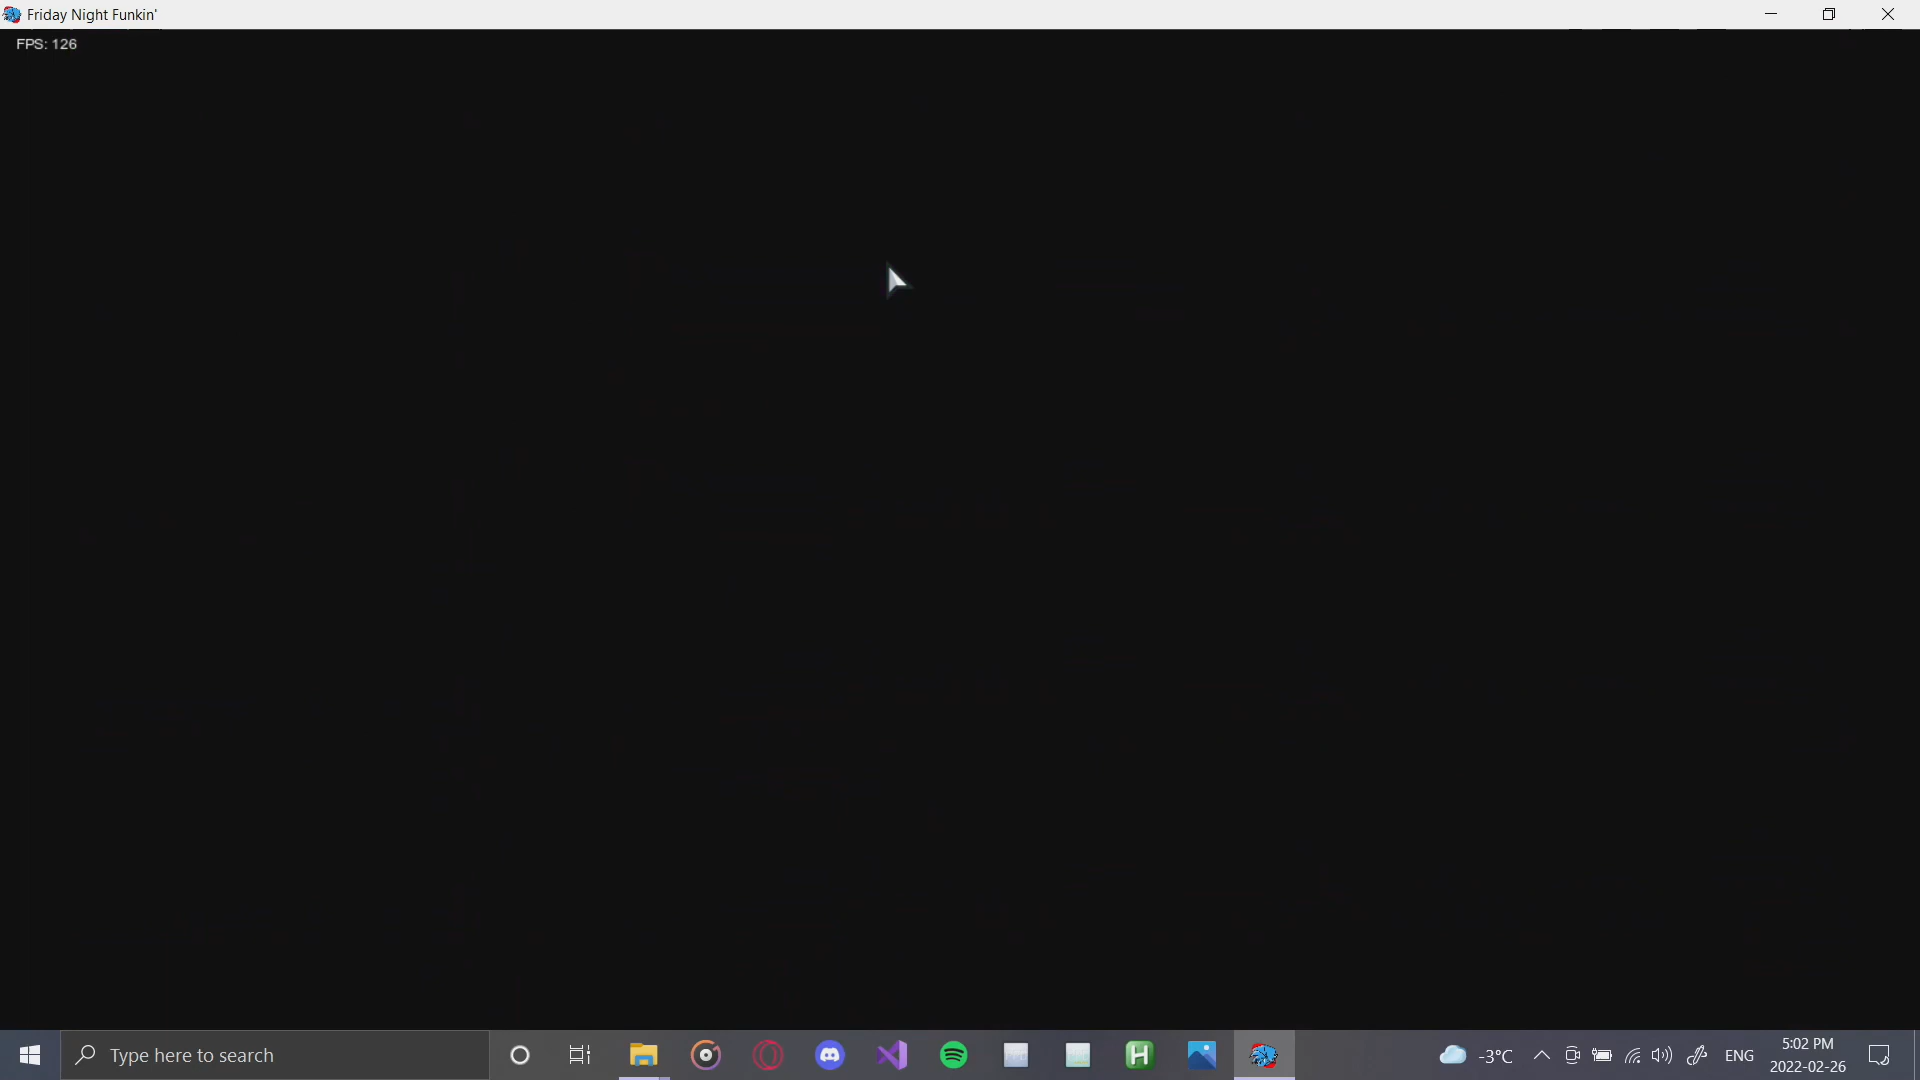 Friday Night Funkin'
FPS: 126
Type here to search
H
-3°C
ENG
5:02 PM
2022-02-26